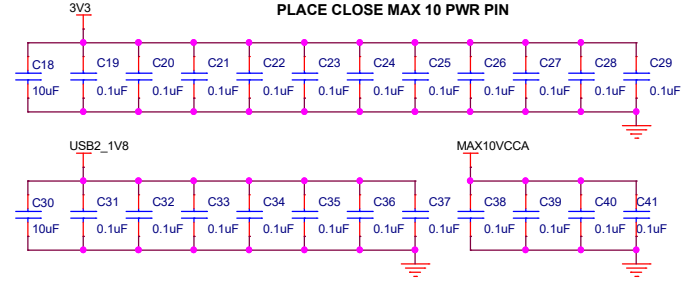 3V3
PLACE CLOSE MAX 10 PWR PIN
C18 C19 C20 C21 C22 C23 C24 C25 C26 C27 C28 C29
10uF 0.1uF 0.1uF 0.1uF 0.1uF 0.1uF 0.1uF 0.1uF 0.1uF 0.1uF 0.1uF 0.1uF
USB2_1V8 MAX10VCCA
C30 C31 C32 C33 C34 C35 C36 C37 C38 C39 C40 C41
10uF 0.1uF 0.1uF 0.1uF 0.1uF 0.1uF 0.1uF 0.1uF 0.1uF 0.1uF 0.1uF 0.1uF